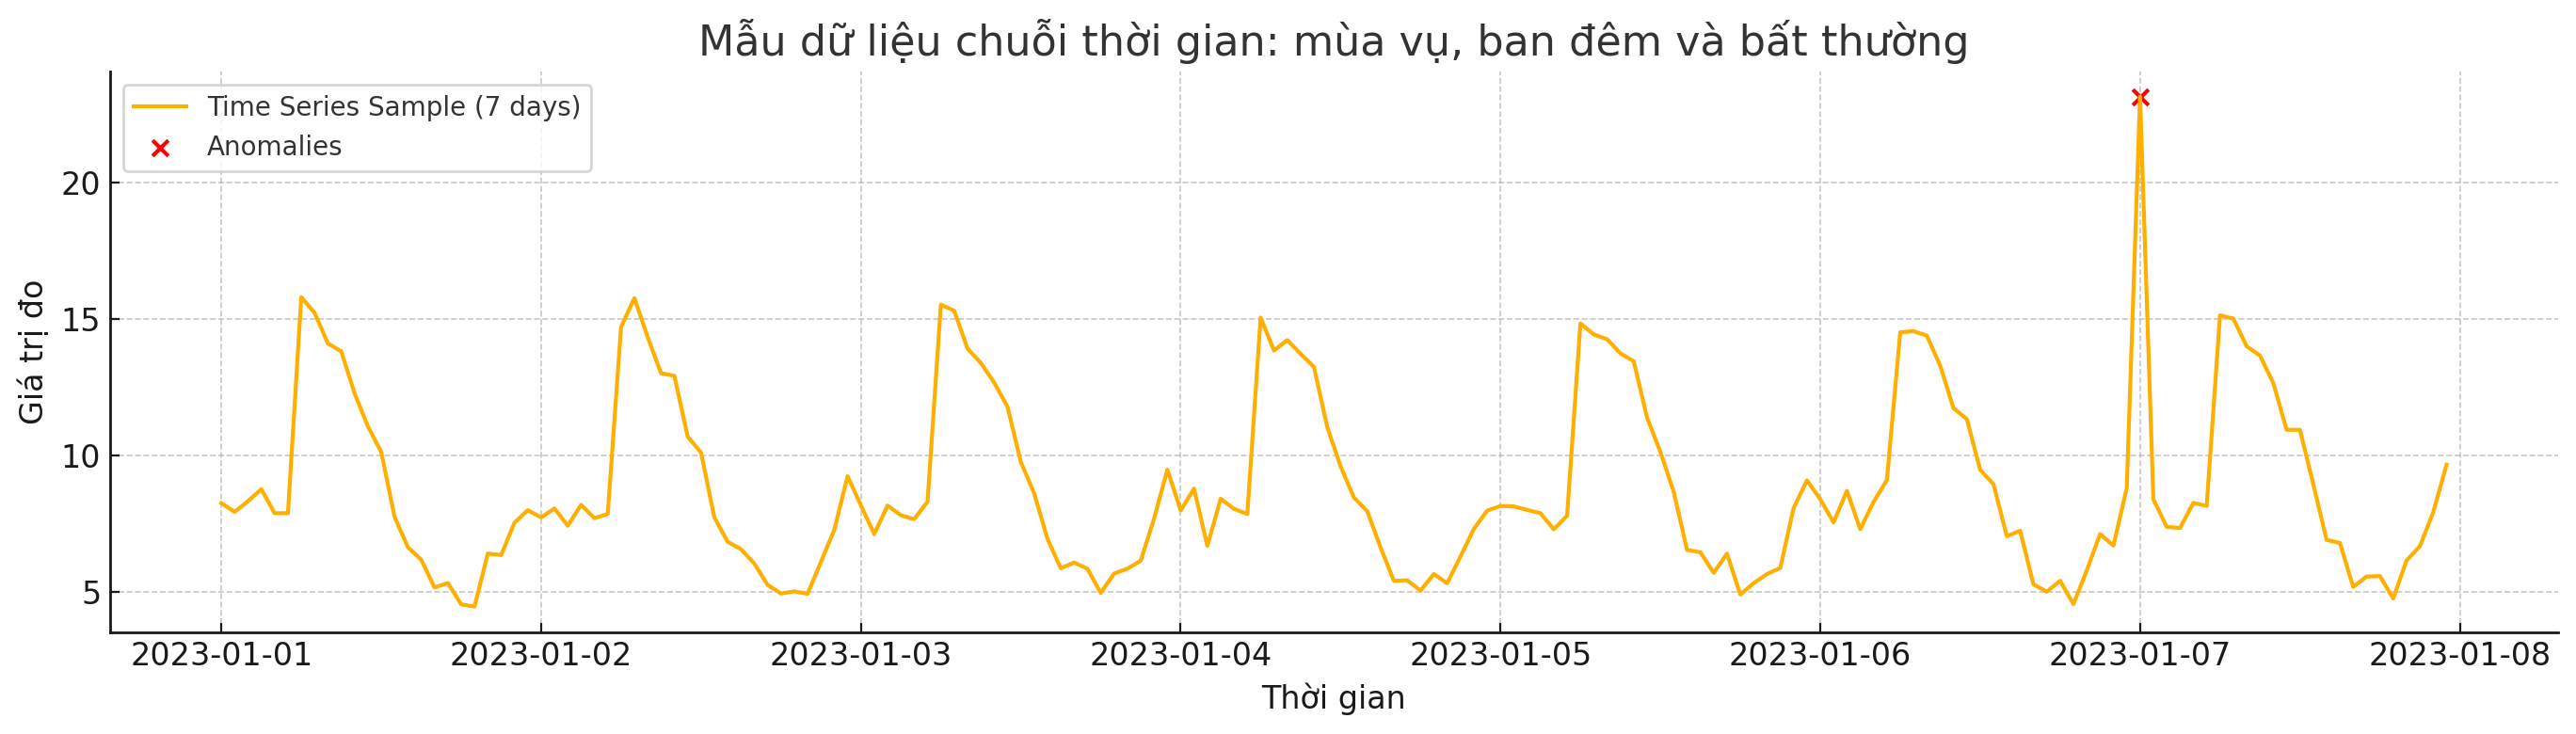 Mẫu dữ liệu chuỗi thời gian: mùa vụ, ban đêm và bất thường
Time Series Sample (7 days)
Anomalies
Giá trị đo
20
15
10
5
2023-01-01
2023-01-02
2023-01-03
2023-01-04
2023-01-05
2023-01-06
2023-01-07
2023-01-08
Thời gian